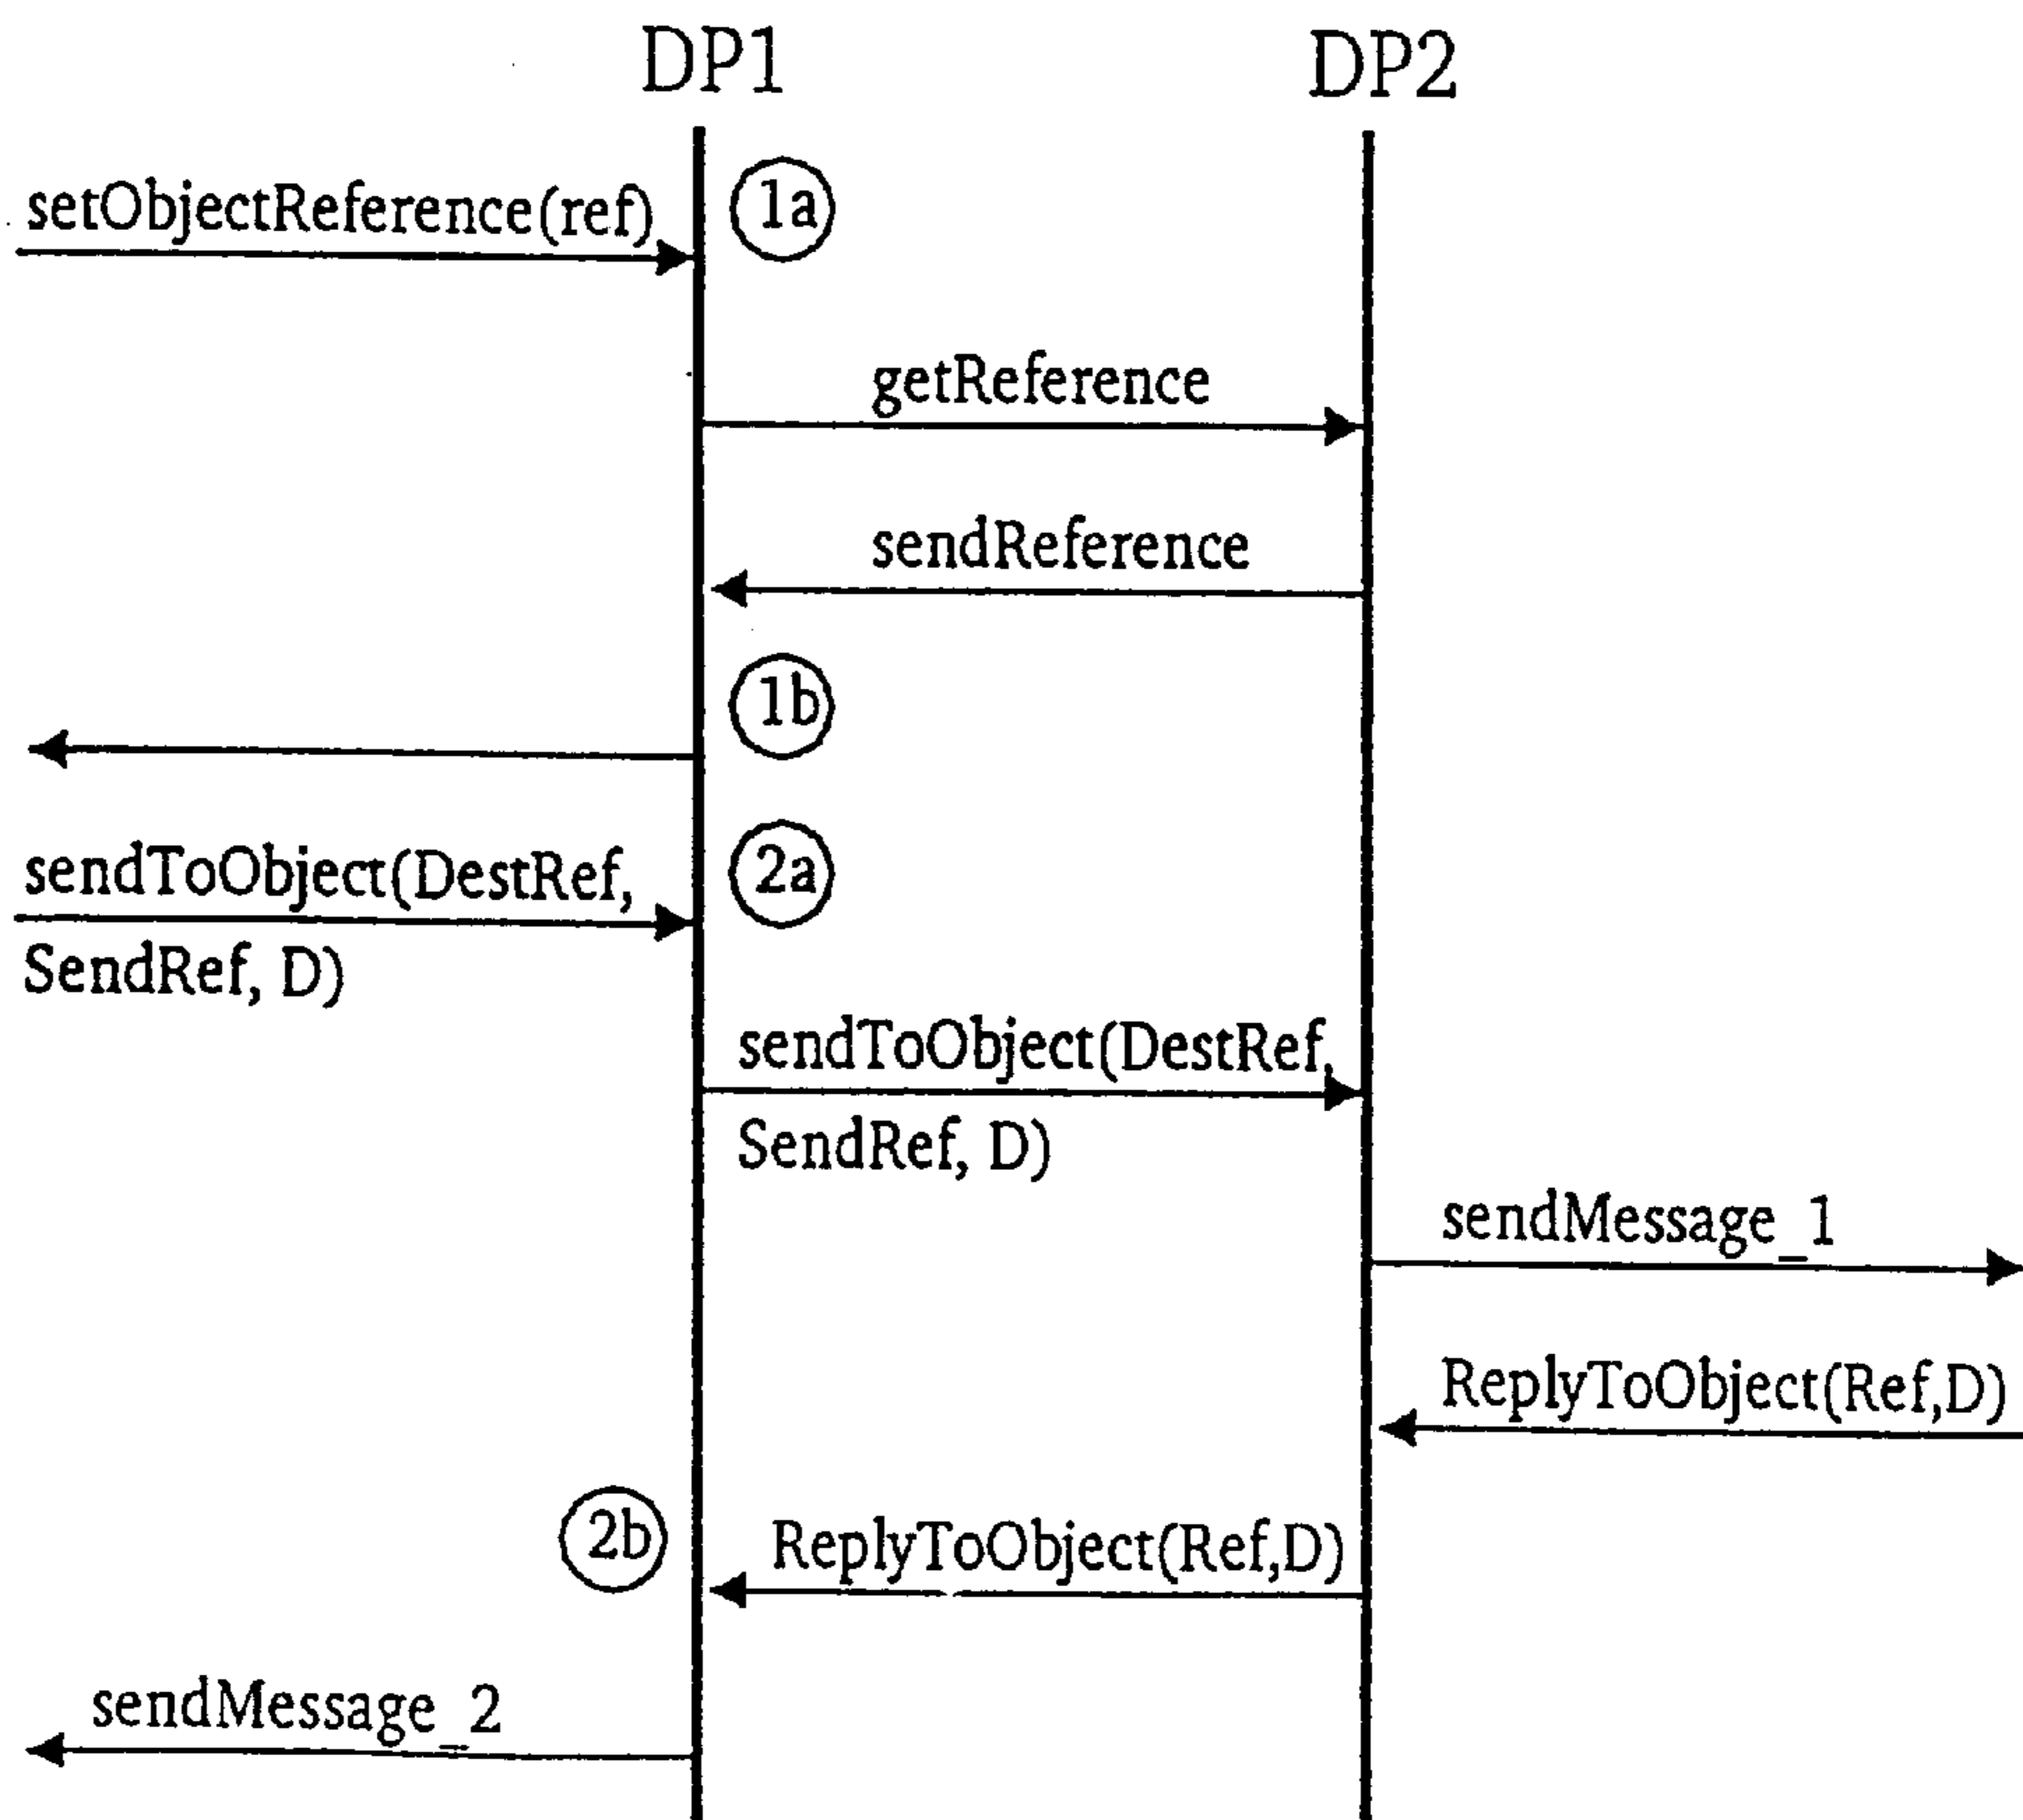 DP1
DP2
setObjectReference(ref)
1a
getReference
sendReference
1b
sendToObject(DestRef,
2a
SendRef, D)
sendToObject(DestRef,
SendRef, D)
sendMessage_1
ReplyToObject(Ref,D)
2b
ReplyToObject(Ref,D)
sendMessage_2